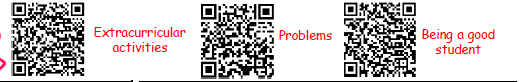 Extracurricular
activities
Problems
Being a good
student